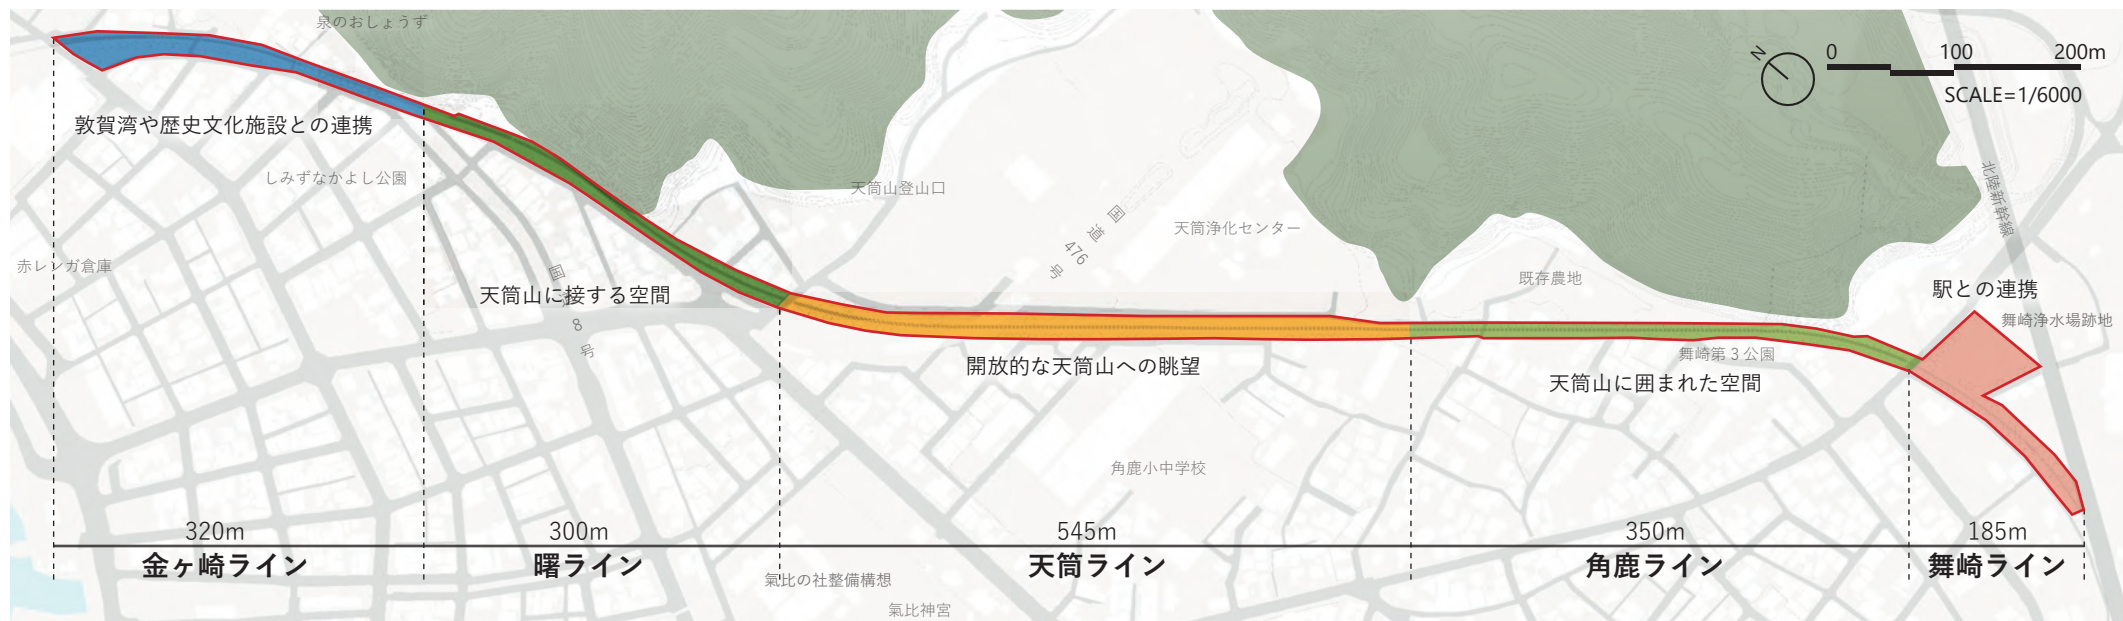 泉のおしょうず
N
0 100 200m
SCALE=1/6000
敦賀湾や歴史文化施設との連携
しみずなかよし公園
天筒山登山口
国道476号
天筒浄化センター
北陸新幹線
赤レンガ倉庫
国道8号
天筒山に接する空間
既存農地
駅との連携
舞崎浄水場跡地
開放的な天筒山への眺望
舞崎第3公園
天筒山に囲まれた空間
角鹿小中学校
320m 300m 545m 350m 185m
金ヶ崎ライン 曙ライン 天筒ライン 角鹿ライン 舞崎ライン
氣比の社整備構想
氣比神宮